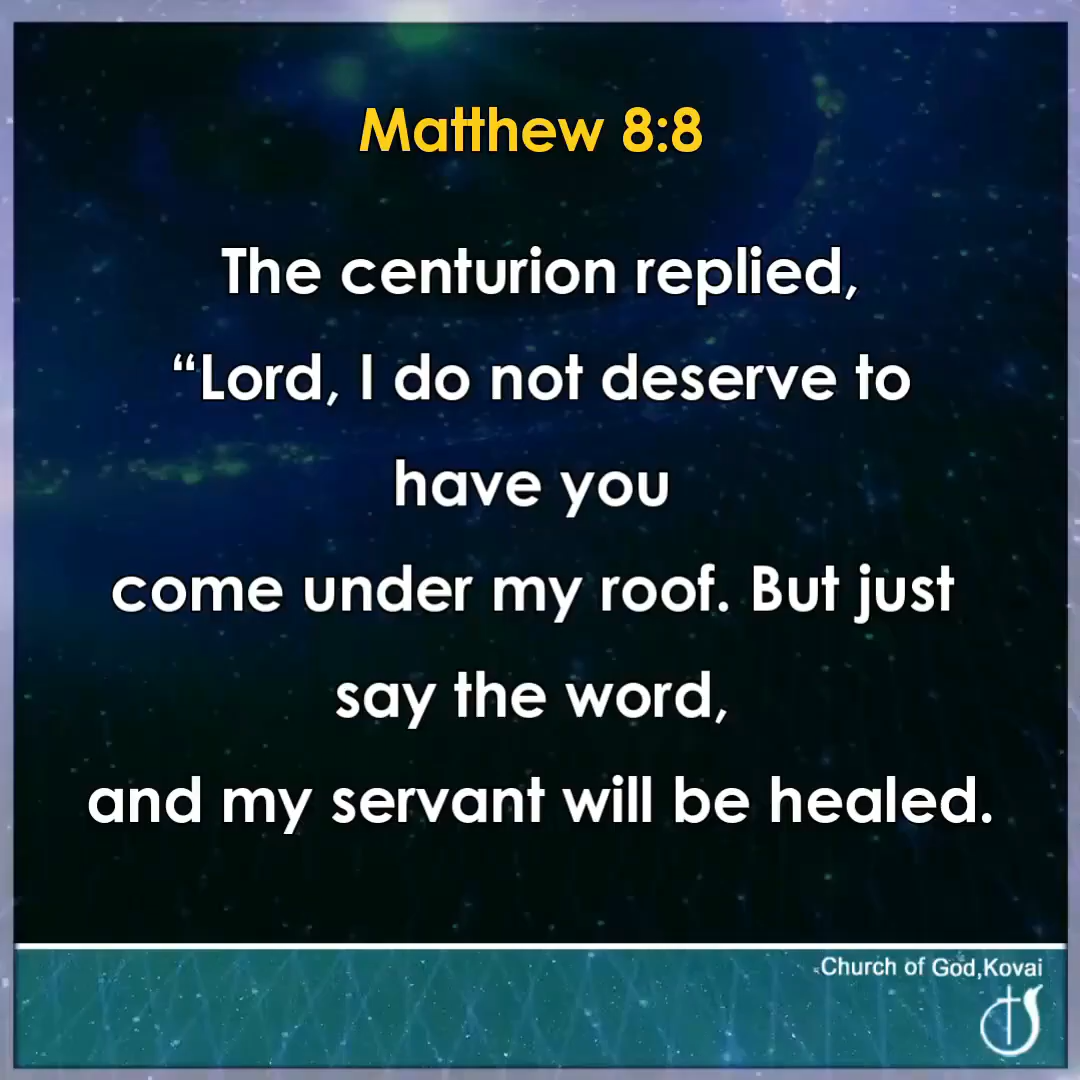 Matthew 8:8
The centurion replied,
“Lord, I do not deserve to
have you
come under my roof. But just
say the word,
and my servant will be healed.
Church of God,Kovai